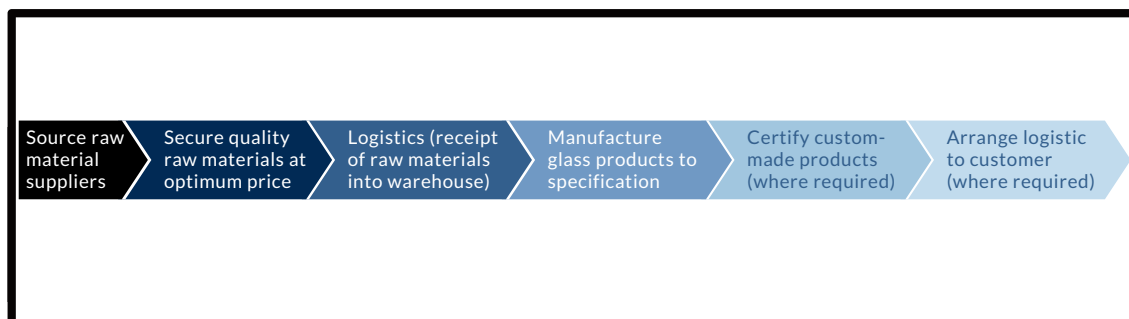 Source raw
material
suppliers
Secure quality
raw materials at
optimum price
Logistics (receipt
of raw materials
into warehouse)
Manufacture
glass products to
specification
Certify custom-
made products
(where required)
Arrange logistic
to customer
(where required)